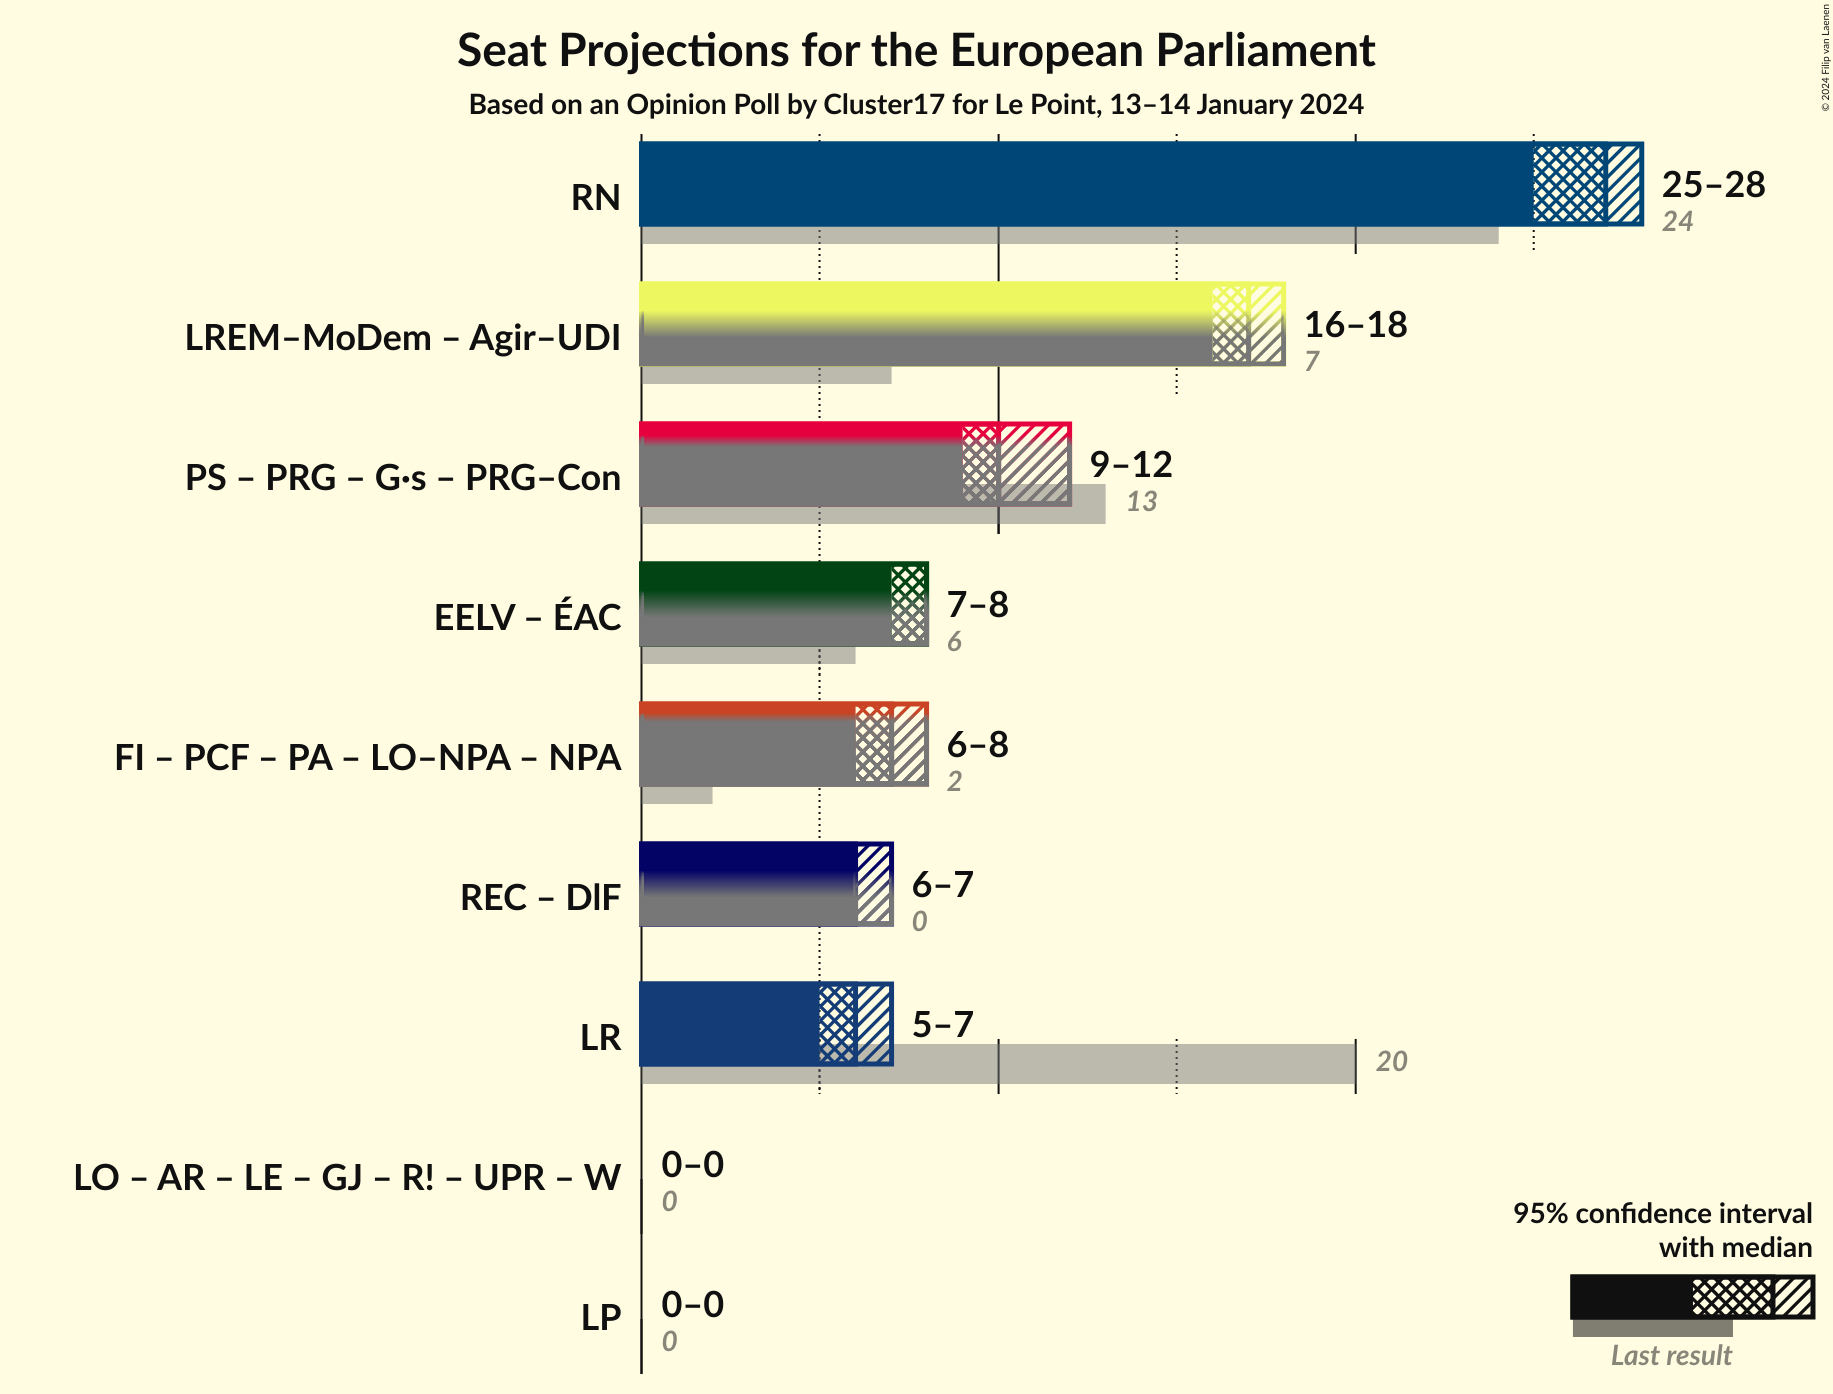 Seat Projections for the European Parliament
Based on an Opinion Poll by Cluster17 for Le Point, 13–14 January 2024
© 2024 Filip van Laenen
RN
25–28
24
LREM–MoDem – Agir–UDI
16–18
7
PS – PRG – G·s – PRG–Con
9–12
13
EELV – ÉAC
7–8
6
FI – PCF – PA – LO–NPA – NPA
6–8
2
REC – DlF
6–7
0
LR
5–7
20
LO – AR – LE – GJ – R! – UPR – W
0–0
0
LP
0–0
0
95% confidence interval
with median
Last result